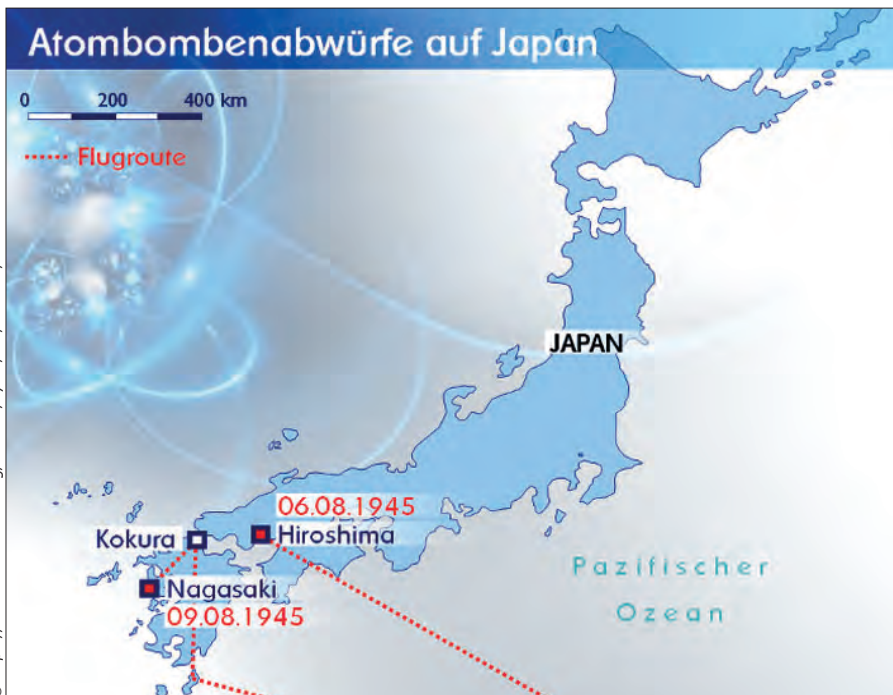 Atombombenabwürfe auf Japan
0 200 400 km
Flugroute
JAPAN
06.08.1945
Kokura
Hiroshima
Nagasaki
09.08.1945
Pazifischer
Ozean